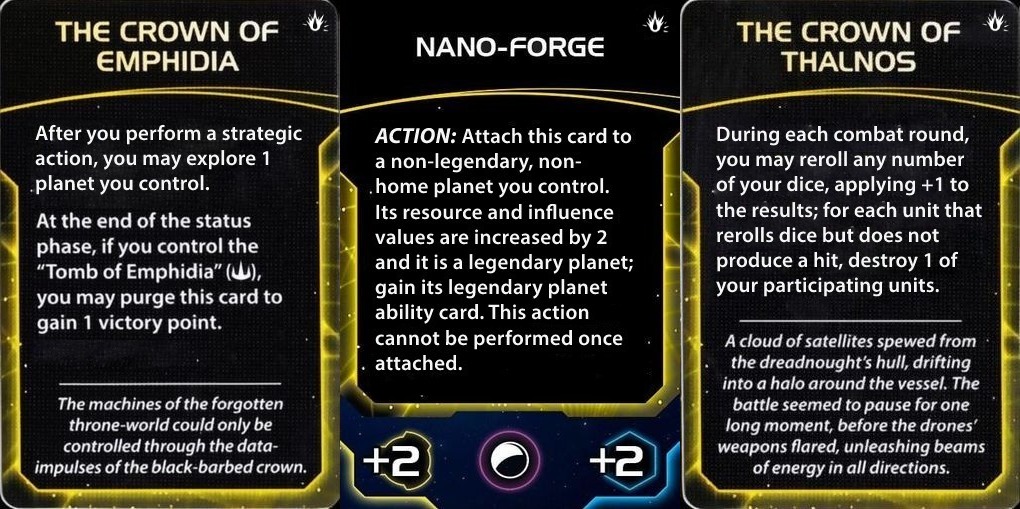 THE CROWN OF
EMPHIDIA
After you perform a strategic
action, you may explore 1
planet you control.
At the end of the status
phase, if you control the
“Tomb of Emphidia” (),
you may purge this card to
gain 1 victory point.
The machines of the forgotten
throne-world could only be
controlled through the data-
impulses of the black-barbed crown.
NANO-FORGE
ACTION: Attach this card to
a non-legendary, non-
home planet you control.
Its resource and influence
values are increased by 2
and it is a legendary planet;
gain its legendary planet
ability card. This action
cannot be performed once
attached.
+2
+2
THE CROWN OF
THALNOS
During each combat round,
you may reroll any number
of your dice, applying +1 to
the results; for each unit that
rerolls dice but does not
produce a hit, destroy 1 of
your participating units.
A cloud of satellites spewed from
the dreadnought's hull, drifting
into a halo around the vessel. The
battle seemed to pause for one
long moment, before the drones'
weapons flared, unleashing beams
of energy in all directions.